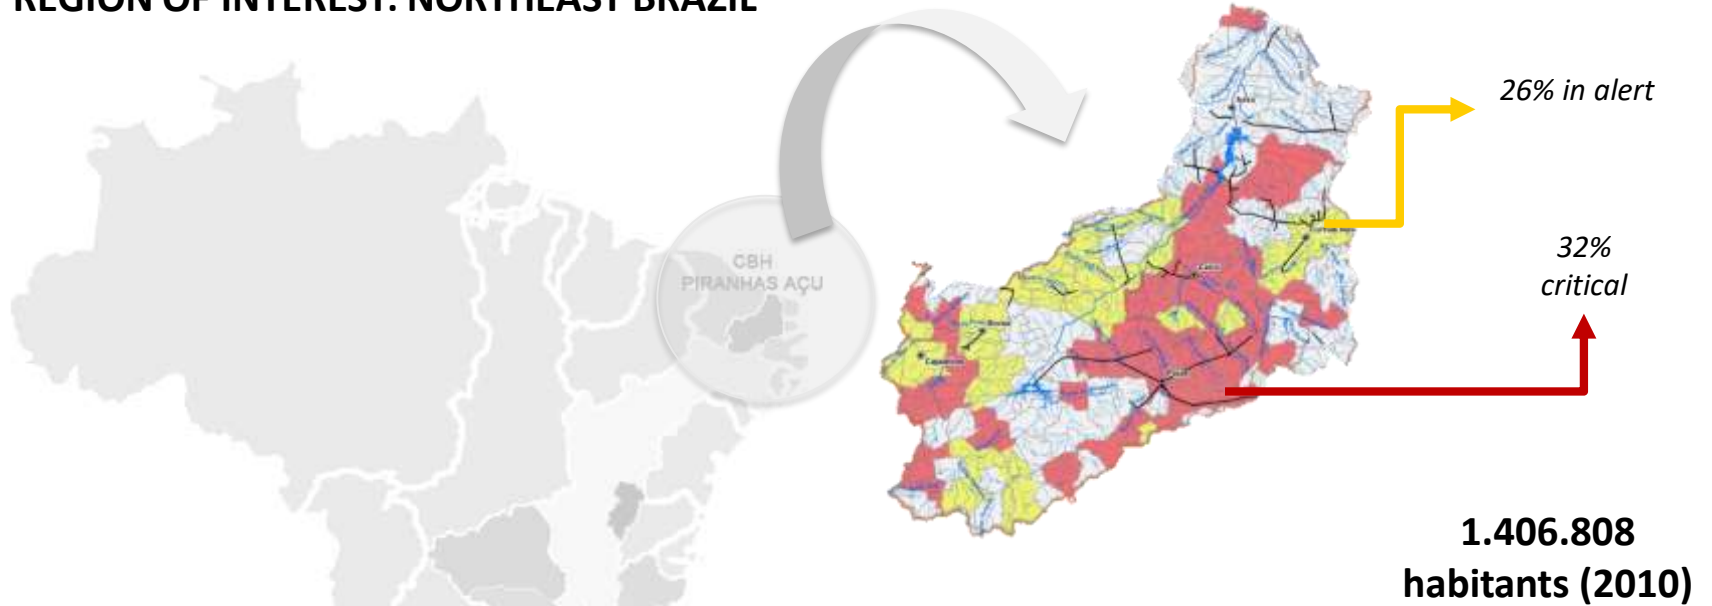 REGION OF INTEREST: NORTHEAST BRAZIL
26% in alert
CBH
PIRANHAS AÇU
32%
critical
1.406.808
habitants (2010)